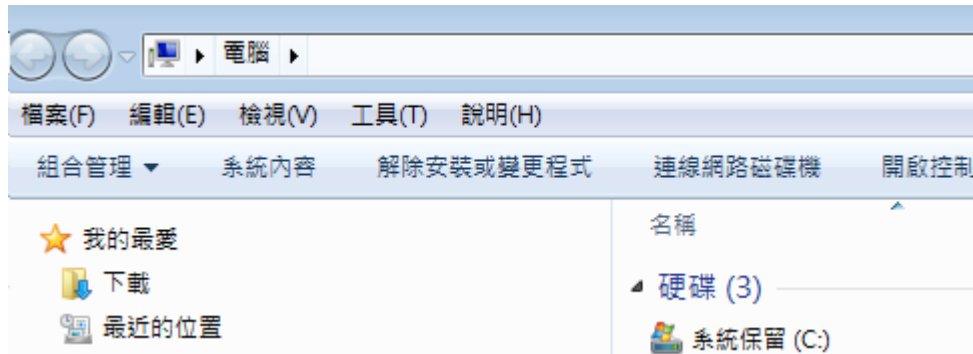 電腦
檔案(F) 編輯(E) 檢視(V) 工具(T) 說明(H)
組合管理 系統內容 解除安裝或變更程式 連線網路磁碟機 開啟控制
我的最愛
下載
最近的位置
名稱
硬碟 (3)
系統保留 (C:)